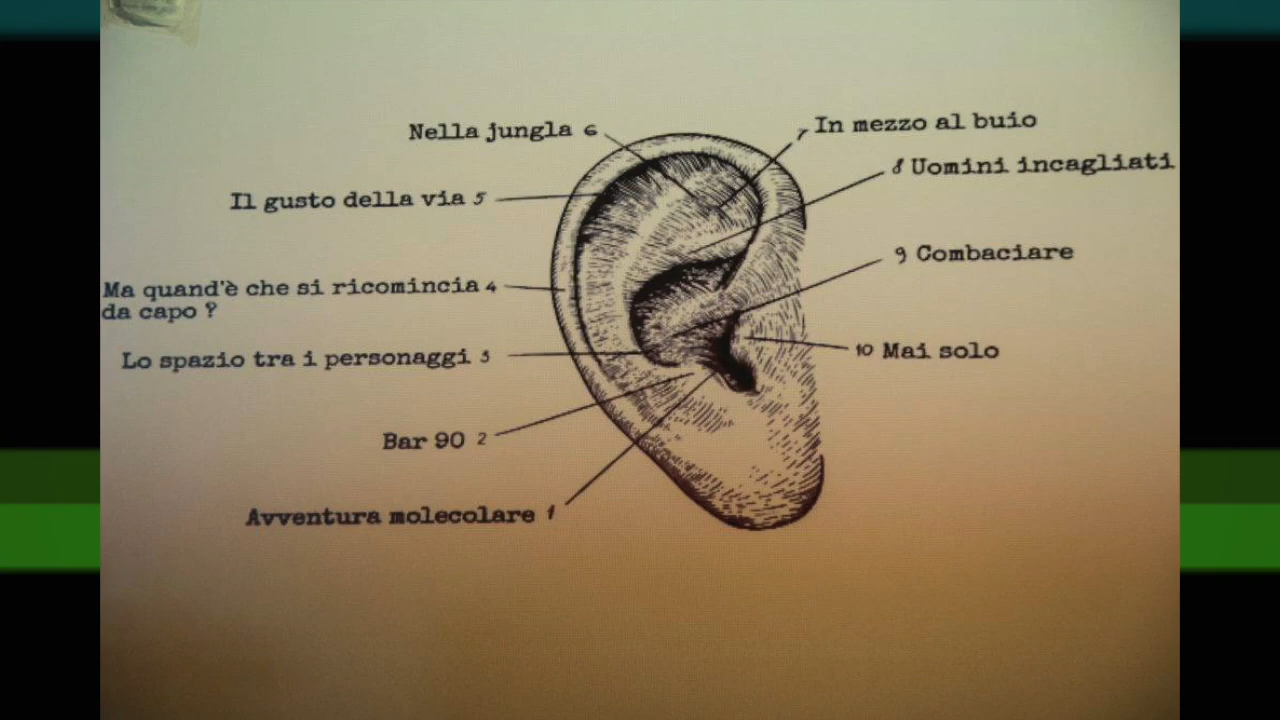 Nella jungla 6
7 In mezzo al buio
8 Uomini incagliati
Il gusto della via 5
9 Combaciare
Ma quand'è che si ricomincia 4
da capo ?
Lo spazio tra i personaggi 3
10 Mai solo
Bar 90 2
Avventura molecolare 1